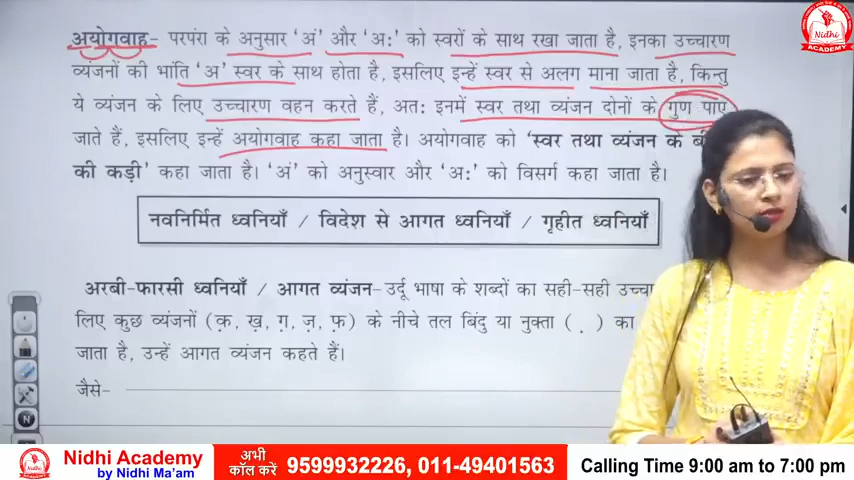 अयोगवाह- परपंरा के अनुसार ‘अं’ और ‘अः’ को स्वरों के साथ रखा जाता है, इनका उच्चारण
व्यंजनों की भांति ‘अ’ स्वर के साथ होता है, इसलिए इन्हें स्वर से अलग माना जाता है, किन्तु
ये व्यंजन के लिए उच्चारण वहन करते हैं, अतः इनमें स्वर तथा व्यंजन दोनों के गुण पाए
जाते हैं, इसलिए इन्हें अयोगवाह कहा जाता है। अयोगवाह को ‘स्वर तथा व्यंजन के
की कड़ी’ कहा जाता है। ‘अं’ को अनुस्वार और ‘अः’ को विसर्ग कहा जाता है।
नवनिर्मित ध्वनियाँ / विदेश से आगत ध्वनियाँ / गृहीत ध्वनियाँ
अरबी-फारसी ध्वनियाँ / आगत व्यंजन-उर्दू भाषा के शब्दों का सही-सही
लिए कुछ व्यंजनों (क़, ख़, ग़, ज़, फ़) के नीचे तल बिंदु या नुक्ता ( . ) का
जाता है, उन्हें आगत व्यंजन कहते हैं।
जैसे-
Nidhi
ACADEMY
N
Nidhi Academy
by Nidhi Ma'am
अभी
कॉल करें
9599932226, 011-49401563
Calling Time 9:00 am to 7:00 pm